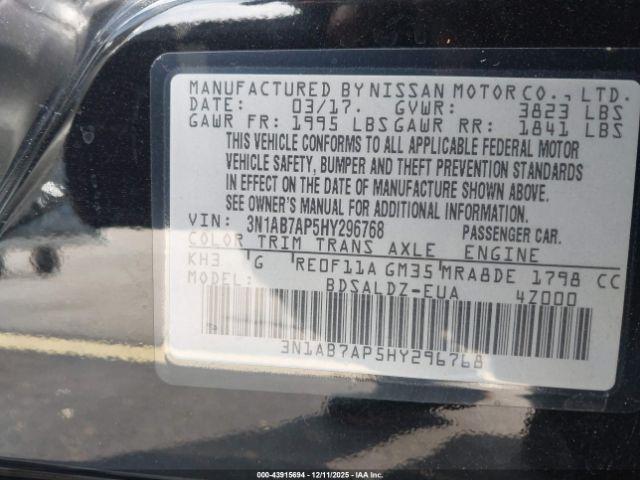 MANUFACTURED BY NISSAN MOTOR CO., LTD.
DATE: 03/17. GVWR: 3823 LBS
GAWR FR: 1995 LBS GAWR RR: 1841 LBS
THIS VEHICLE CONFORMS TO ALL APPLICABLE FEDERAL MOTOR
VEHICLE SAFETY, BUMPER AND THEFT PREVENTION STANDARDS
IN EFFECT ON THE DATE OF MANUFACTURE SHOWN ABOVE.
SEE OWNER'S MANUAL FOR ADDITIONAL INFORMATION.
VIN: 3N1AB7AP5HY296768 PASSENGER CAR.
COLOR TRIM TRANS AXLE ENGINE
KH3 G RE0F11A GM35 MRA8DE 1798 CC
MODEL: BDSALDZ-EUA 4Z000
3N1AB7AP5HY296768
000-43915694 12/11/2025 - IAA Inc.